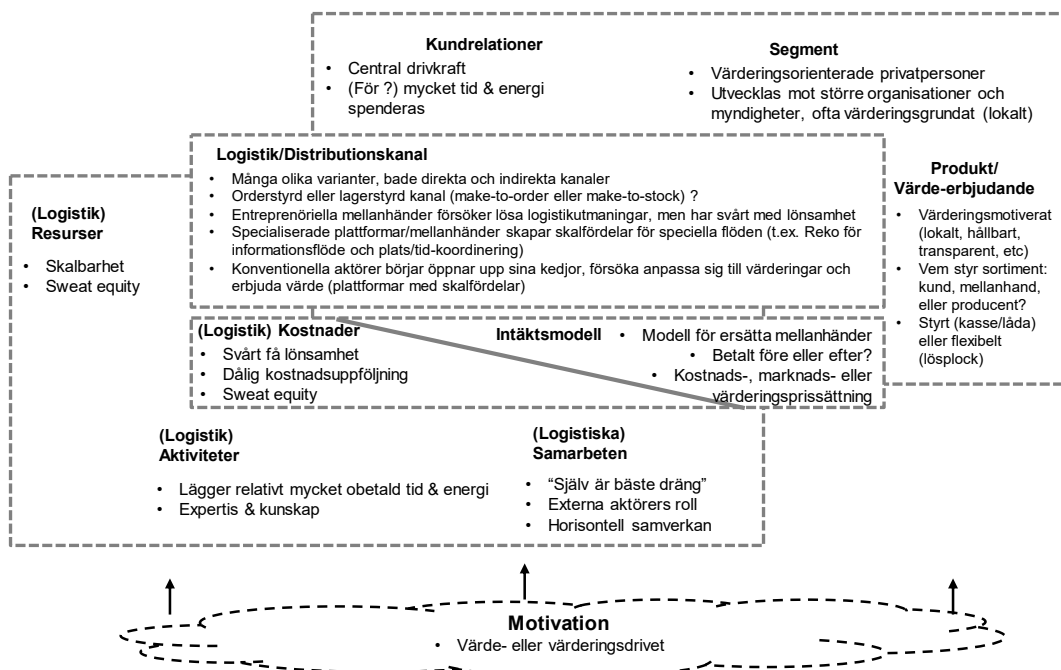 Kundrelationer
• Central drivkraft
• (För ?) mycket tid & energi
spenderas
Segment
• Värderingsorienterade privatpersoner
• Utvecklas mot större organisationer och
myndigheter, ofta värderingsgrundat (lokalt)
Logistik/Distributionskanal
• Många olika varianter, bade direkta och indirekta kanaler
• Orderstyrd eller lagerstyrd kanal (make-to-order eller make-to-stock) ?
• Entreprenöriella mellanhänder försöker lösa logistikutmaningar, men har svårt med lönsamhet
• Specialiserade plattformar/mellanhänder skapar skalfördelar för speciella flöden (t.ex. Reko för
informationsflöde och plats/tid-koordinering)
• Konventionella aktörer börjar öppnar upp sina kedjor, försöka anpassa sig till värderingar och
erbjuda värde (plattformar med skalfördelar)
Produkt/
Värde-erbjudande
• Värderingsmotiverat
(lokalt, hållbart,
transparent, etc)
• Vem styr sortiment:
kund, mellanhand,
eller producent?
• Styrt (kasse/låda)
eller flexibelt
(lösplock)
(Logistik)
Resurser
• Skalbarhet
• Sweat equity
(Logistik) Kostnader
• Svårt få lönsamhet
• Dålig kostnadsuppföljning
• Sweat equity
Intäktsmodell
• Modell för ersätta mellanhänder
• Betalt före eller efter?
• Kostnads-, marknads- eller
värderingsprissättning
(Logistik)
Aktiviteter
• Lägger relativt mycket obetald tid & energi
• Expertis & kunskap
(Logistiska)
Samarbeten
• “Själv är bäste dräng”
• Externa aktörers roll
• Horisontell samverkan
Motivation
• Värde- eller värderingsdrivet